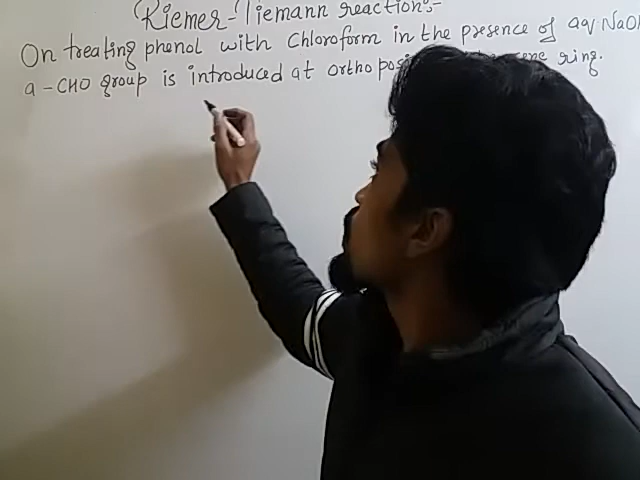 Riemer-Tiemann reaction:-
On treating phenol with Chloroform in the presence of aq NaOH
a -CHO group is introduced at ortho ring.